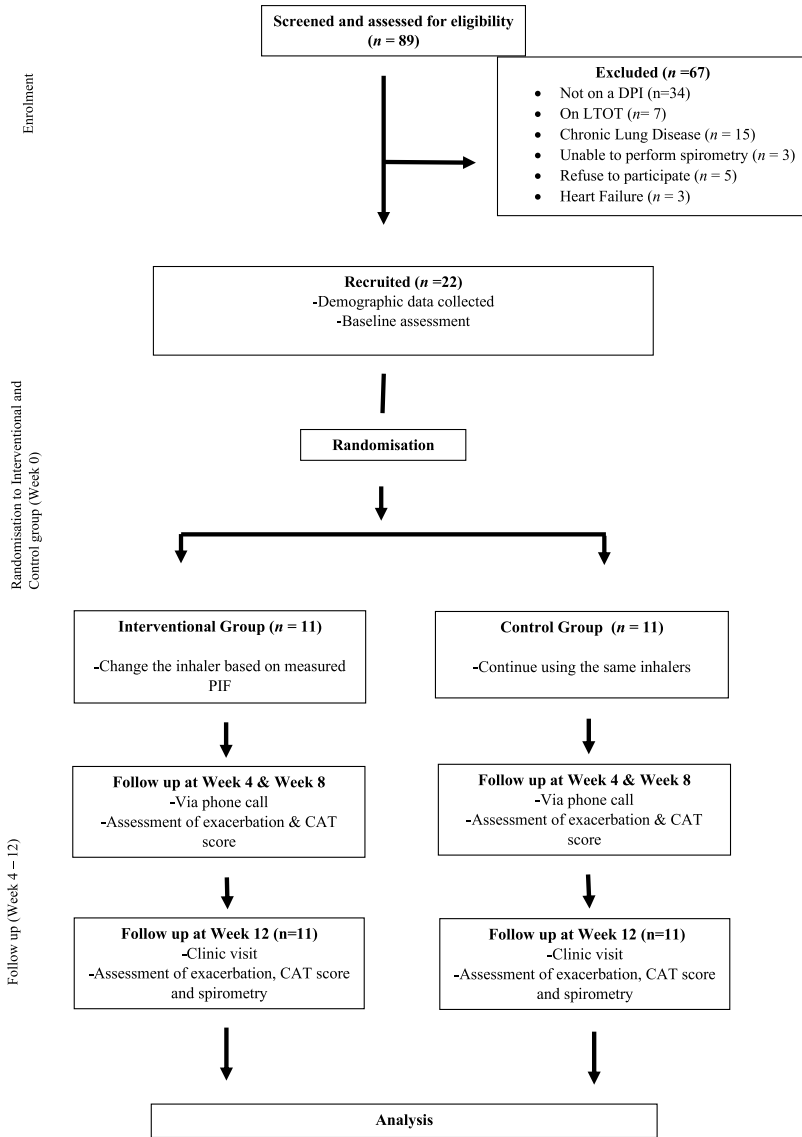 Screened and assessed for eligibility
(n = 89)
Excluded (n =67)
• Not on a DPI (n=34)
• On LTOT (n= 7)
• Chronic Lung Disease (n = 15)
• Unable to perform spirometry (n = 3)
• Refuse to participate (n = 5)
• Heart Failure (n = 3)
Enrolment
Recruited (n =22)
-Demographic data collected
-Baseline assessment
Randomisation
Randomisation to Interventional and
Control group (Week 0)
Interventional Group (n = 11)
-Change the inhaler based on measured
PIF
Control Group (n = 11)
-Continue using the same inhalers
Follow up at Week 4 & Week 8
-Via phone call
-Assessment of exacerbation & CAT
score
Follow up at Week 4 & Week 8
-Via phone call
-Assessment of exacerbation & CAT
score
Follow up (Week 4 – 12)
Follow up at Week 12 (n=11)
-Clinic visit
-Assessment of exacerbation, CAT score
and spirometry
Follow up at Week 12 (n=11)
-Clinic visit
-Assessment of exacerbation, CAT score
and spirometry
Analysis